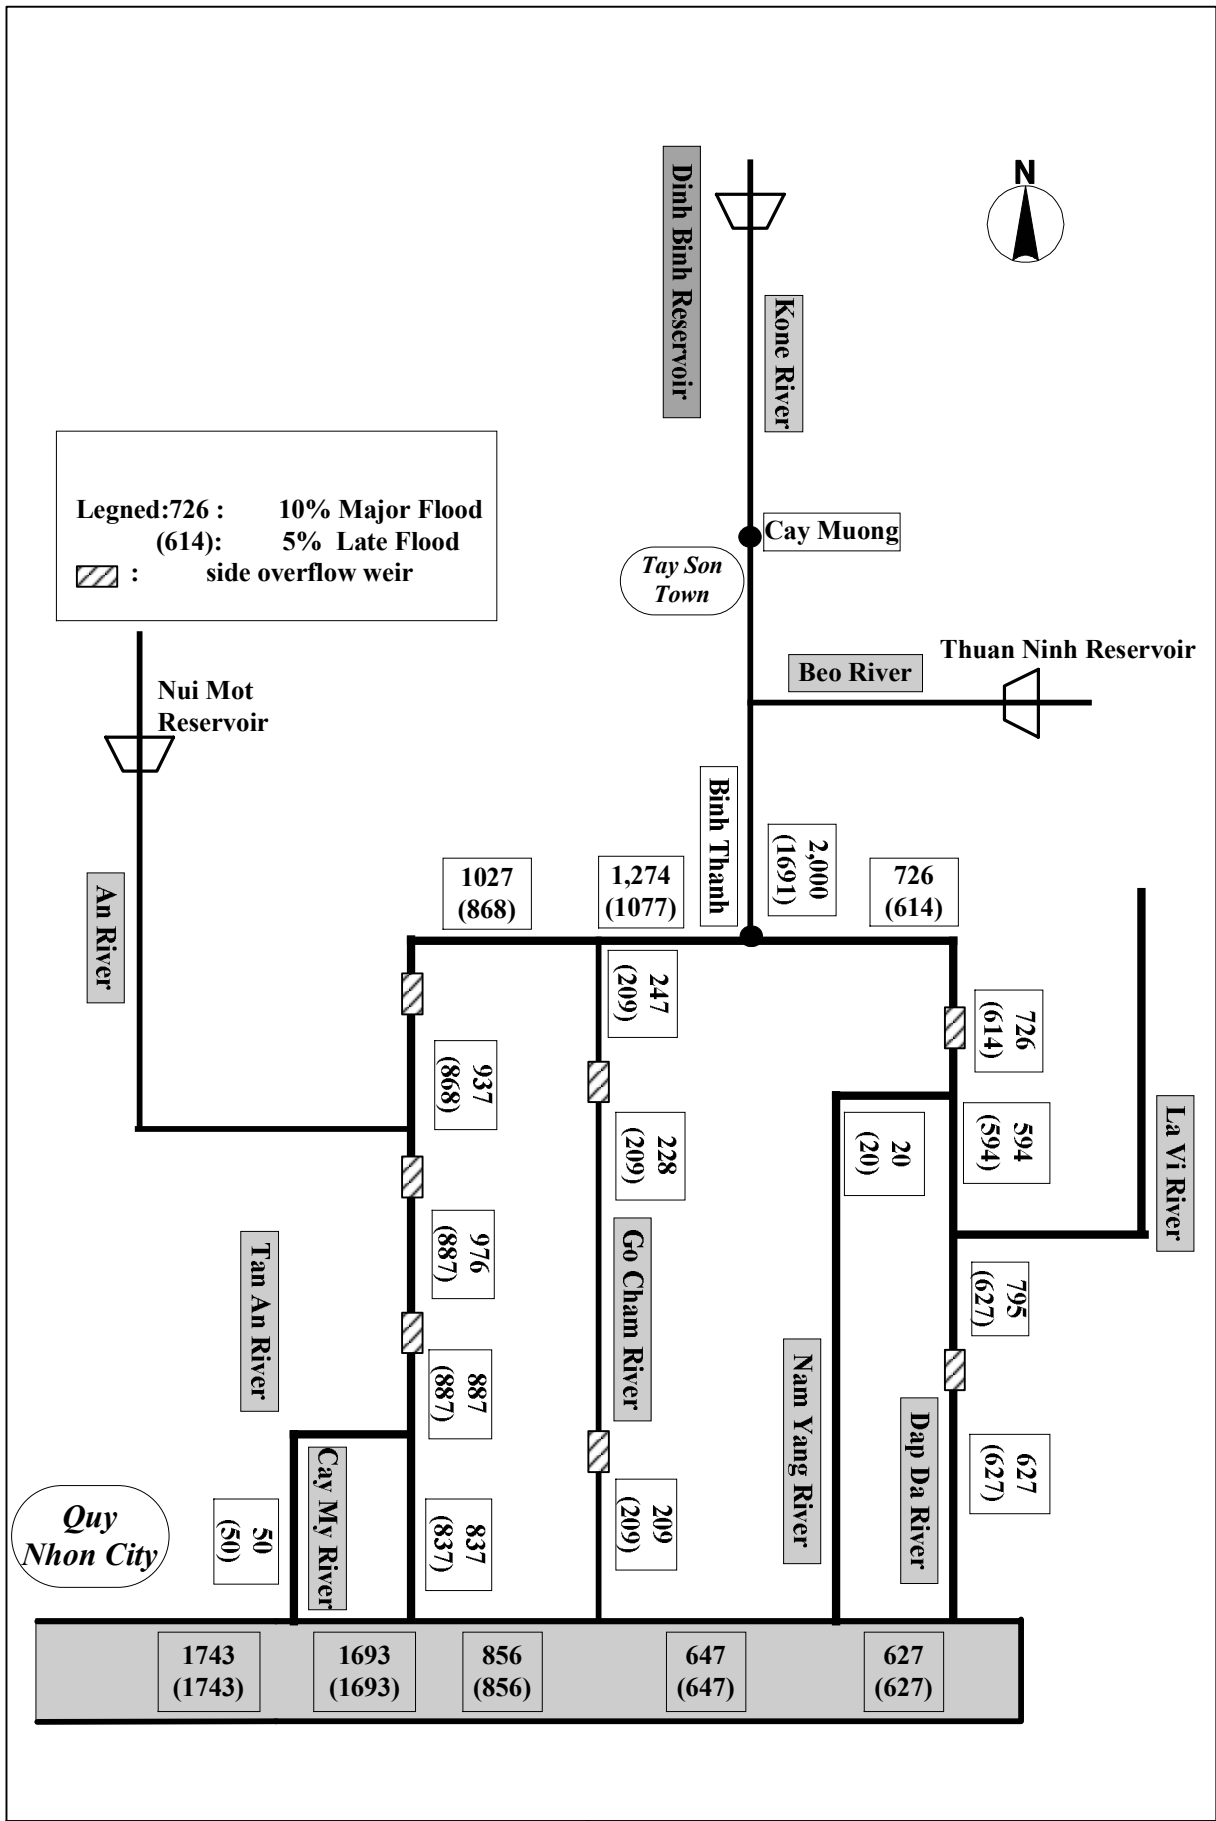 N
Dinh Binh Reservoir
Kone River
Legned:726 : 10% Major Flood
(614): 5% Late Flood
: side overflow weir
Cay Muong
Tay Son
Town
Thuan Ninh Reservoir
Beo River
Nui Mot
Reservoir
Binh Thanh
2,000
(1691)
1027
(868)
1,274
(1077)
726
(614)
An River
247
(209)
726
(614)
937
(868)
228
(209)
20
(20)
594
(594)
La Vi River
Tan An River
976
(887)
Go Cham River
795
(627)
887
(887)
Nam Yang River
Dap Da River
Cay My River
209
(209)
627
(627)
Quy
Nhon City
50
(50)
837
(837)
1743
(1743)
1693
(1693)
856
(856)
647
(647)
627
(627)